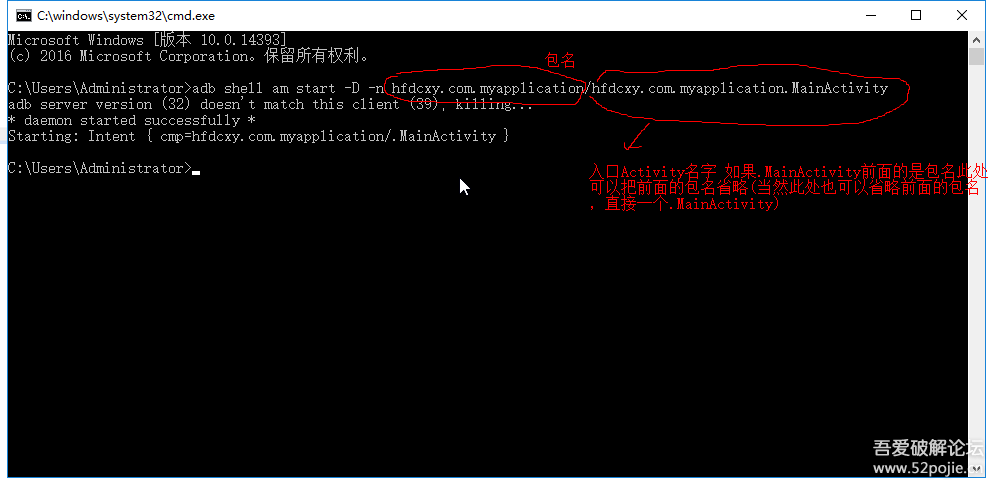 C:\windows\system32\cmd.exe
Microsoft Windows [版本 10.0.14393]
(c) 2016 Microsoft Corporation。保留所有权利。
包名
C:\Users\Administrator>adb shell am start -D -n hfdcxy.com.myapplication/hfdcxy.com.myapplication.MainActivity
adb server version (32) doesn't match this client (39); killing...
* daemon started successfully *
Starting: Intent { cmp=hfdcxy.com.myapplication/.MainActivity }
C:\Users\Administrator>
入口Activity名字 如果.MainActivity前面的是包名此处
可以把前面的包名省略(当然此处也可以省略前面的包名
，直接一个.MainActivity)
吾爱破解论坛
www.52pojie.cn